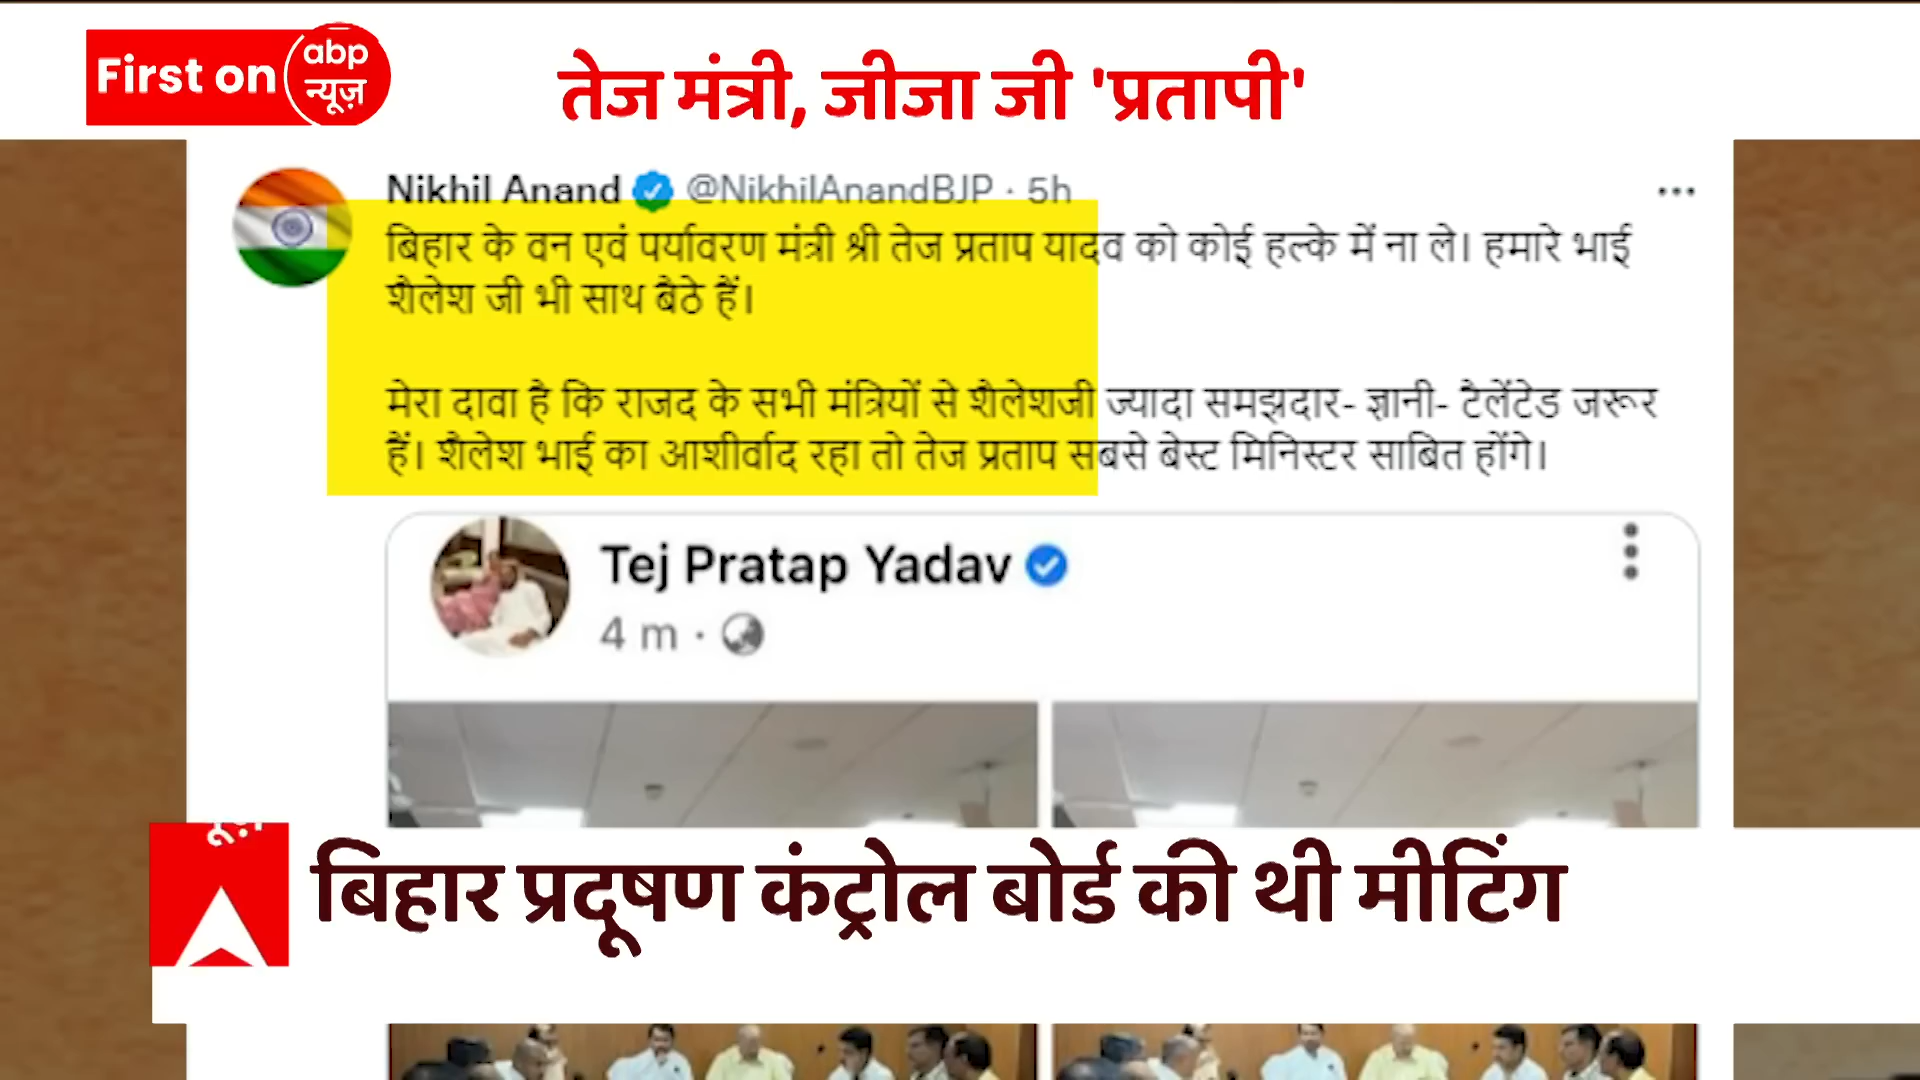 First on abp न्यूज़
तेज मंत्री, जीजा जी 'प्रतापी'
Nikhil Anand @NikhilAnandBJP · 5h
बिहार के वन एवं पर्यावरण मंत्री श्री तेज प्रताप यादव को कोई हल्के में ना ले। हमारे भाई
शैलेश जी भी साथ बैठे हैं।
मेरा दावा है कि राजद के सभी मंत्रियों से शैलेशजी ज्यादा समझदार- ज्ञानी- टैलेंटेड जरूर
हैं। शैलेश भाई का आशीर्वाद रहा तो तेज प्रताप सबसे बेस्ट मिनिस्टर साबित होंगे।
Tej Pratap Yadav
4 m ·
बिहार प्रदूषण कंट्रोल बोर्ड की थी मीटिंग